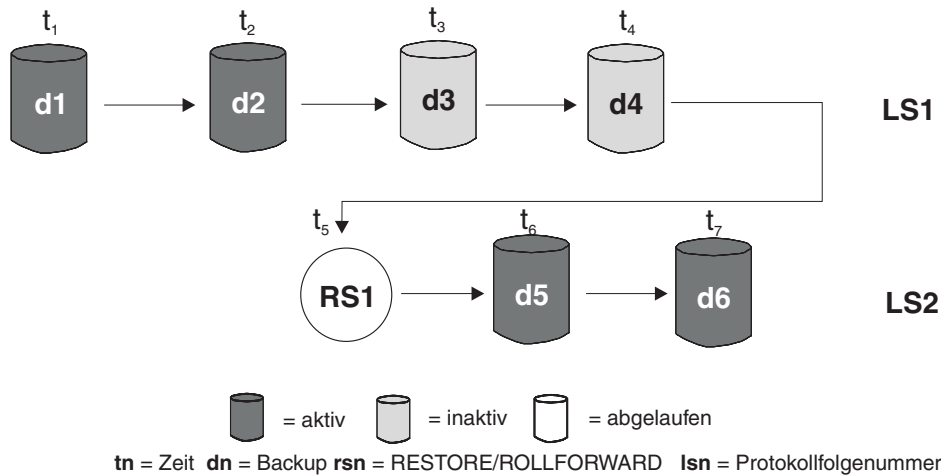 t1 t2 t3 t4
d1 d2 d3 d4 LS1
t5 t6 t7
RS1 d5 d6 LS2
= aktiv = inaktiv = abgelaufen
tn = Zeit dn = Backup rsn = RESTORE/ROLLFORWARD lsn = Protokollfolgenummer